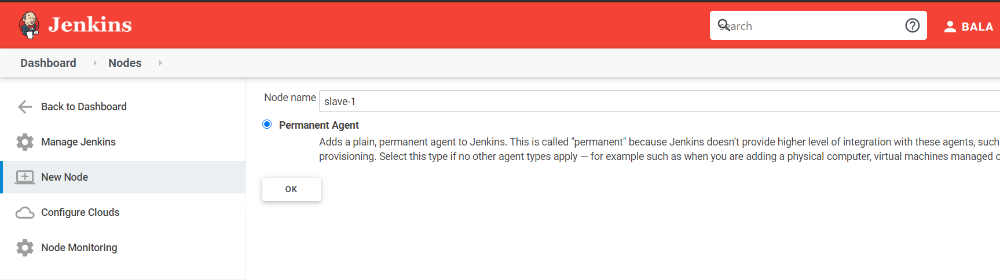 Jenkins
search
BALA
Dashboard
Nodes
Back to Dashboard
Manage Jenkins
New Node
Configure Clouds
Node Monitoring
Node name
slave-1
Permanent Agent
Adds a plain, permanent agent to Jenkins. This is called "permanent" because Jenkins doesn’t provide higher level of integration with these agents, such
provisioning. Select this type if no other agent types apply — for example such as when you are adding a physical computer, virtual machines managed
OK